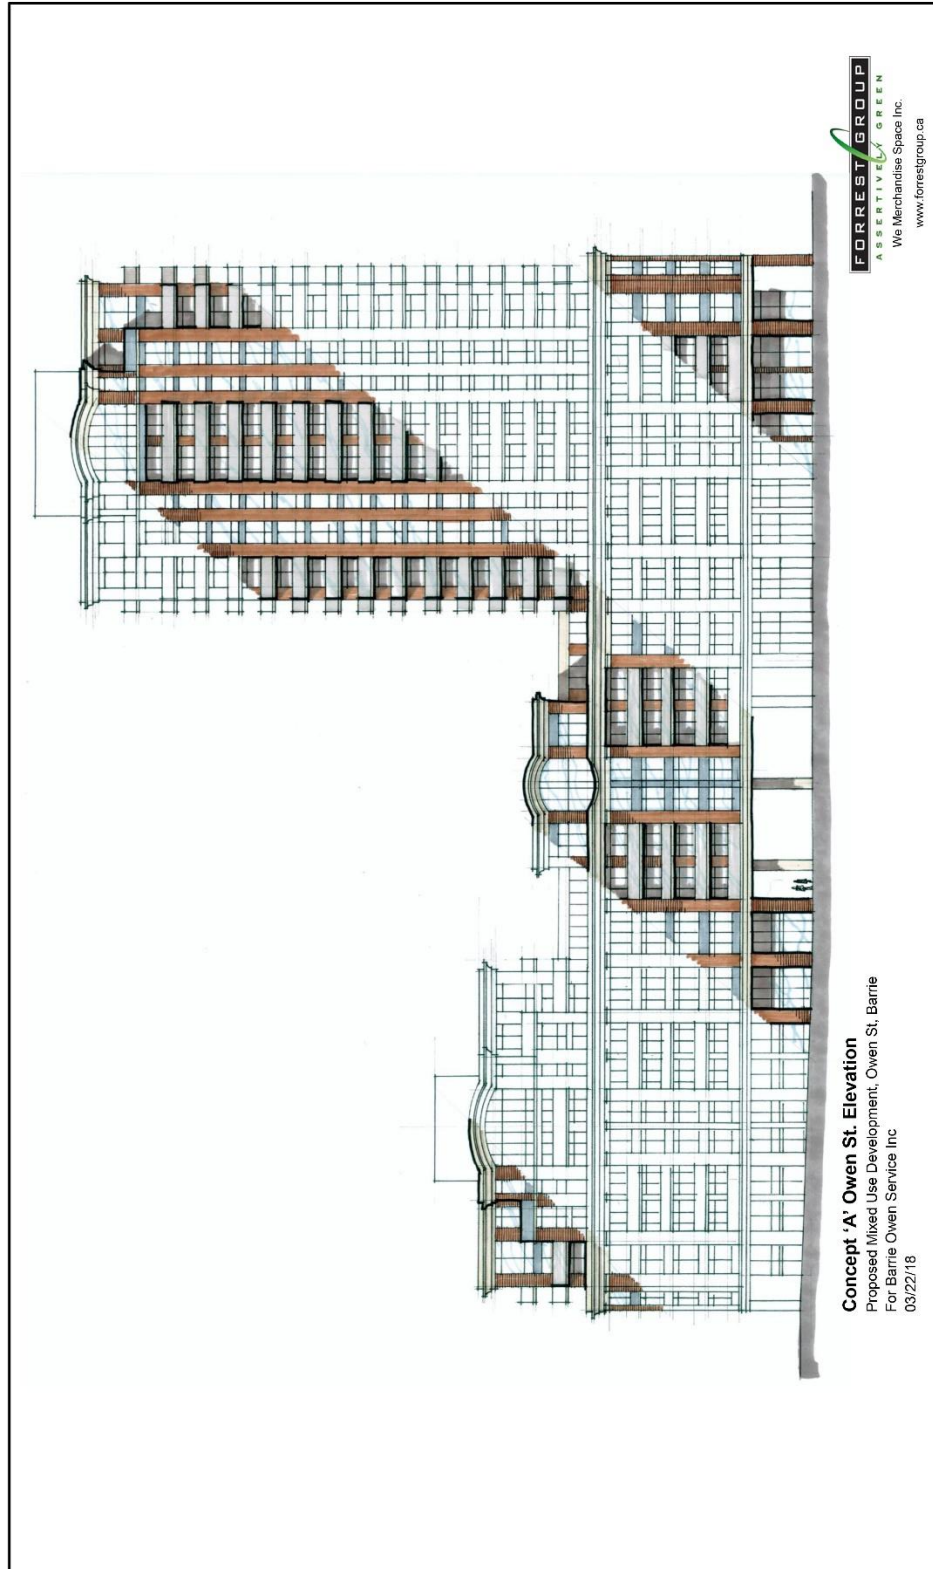 Concept 'A' Owen St. Elevation
Proposed Mixed Use Development, Owen St, Barrie
For Barrie Owen Service Inc
03/22/18
FORREST GROUP
ASSERTIVELY GREEN
We Merchandise Space Inc.
www.forrestgroup.ca